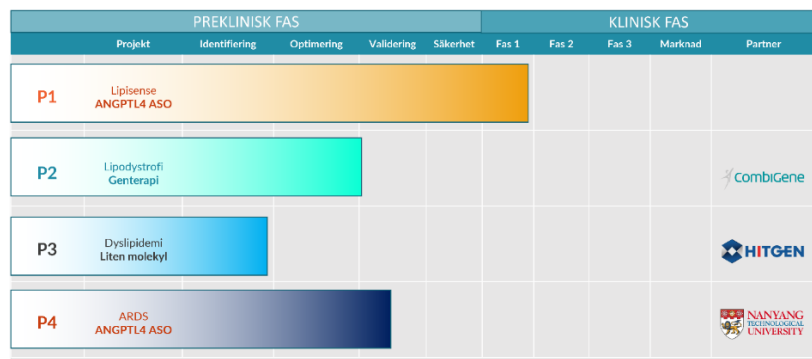 PREKLINISK FAS
KLINISK FAS
Projekt Identifiering Optimering Validering Säkerhet Fas 1 Fas 2 Fas 3 Marknad Partner
P1
Lipisense
ANGPTL4 ASO
P2
Lipodystrofi
Genterapi
COMBIGENE
P3
Dyslipidemi
Liten molekyl
HITGEN
P4
ARDS
ANGPTL4 ASO
NANYANG
TECHNOLOGICAL
UNIVERSITY